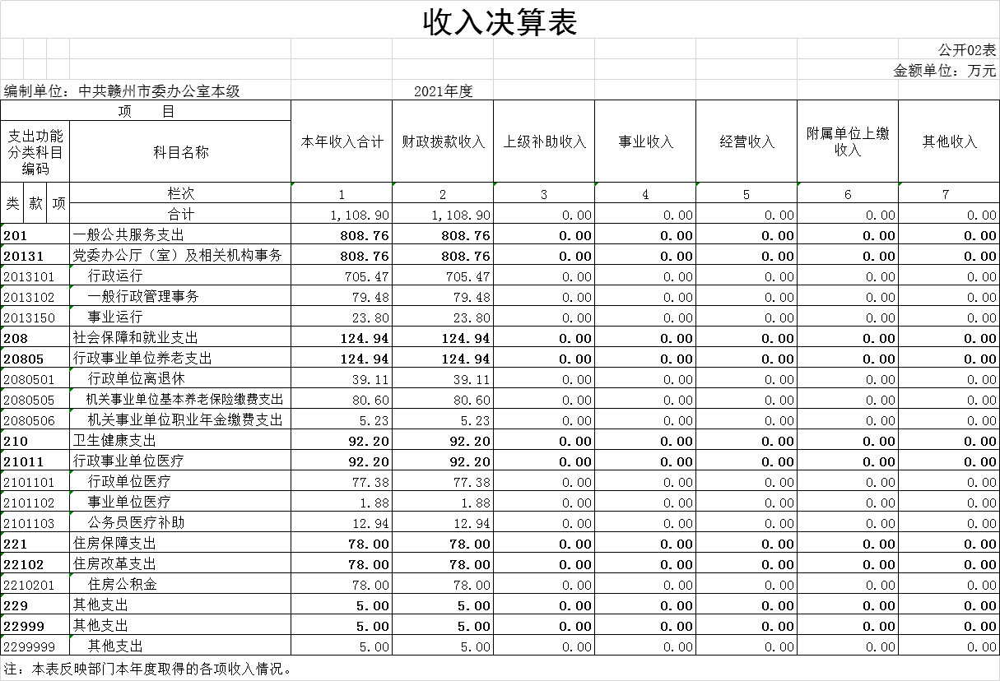 收入决算表
公开02表
金额单位：万元
编制单位：中共赣州市委办公室本级 2021年度
项 目 本年收入合计 财政拨款收入 上级补助收入 事业收入 经营收入 附属单位上缴收入 其他收入
支出功能分类科目编码 科目名称
类 款 项 栏次 1 2 3 4 5 6 7
合计 1,108.90 1,108.90 0.00 0.00 0.00 0.00 0.00
201 一般公共服务支出 808.76 808.76 0.00 0.00 0.00 0.00 0.00
20131 党委办公厅（室）及相关机构事务 808.76 808.76 0.00 0.00 0.00 0.00 0.00
2013101 行政运行 705.47 705.47 0.00 0.00 0.00 0.00 0.00
2013102 一般行政管理事务 79.48 79.48 0.00 0.00 0.00 0.00 0.00
2013150 事业运行 23.80 23.80 0.00 0.00 0.00 0.00 0.00
208 社会保障和就业支出 124.94 124.94 0.00 0.00 0.00 0.00 0.00
20805 行政事业单位养老支出 124.94 124.94 0.00 0.00 0.00 0.00 0.00
2080501 行政单位离退休 39.11 39.11 0.00 0.00 0.00 0.00 0.00
2080505 机关事业单位基本养老保险缴费支出 80.60 80.60 0.00 0.00 0.00 0.00 0.00
2080506 机关事业单位职业年金缴费支出 5.23 5.23 0.00 0.00 0.00 0.00 0.00
210 卫生健康支出 92.20 92.20 0.00 0.00 0.00 0.00 0.00
21011 行政事业单位医疗 92.20 92.20 0.00 0.00 0.00 0.00 0.00
2101101 行政单位医疗 77.38 77.38 0.00 0.00 0.00 0.00 0.00
2101102 事业单位医疗 1.88 1.88 0.00 0.00 0.00 0.00 0.00
2101103 公务员医疗补助 12.94 12.94 0.00 0.00 0.00 0.00 0.00
221 住房保障支出 78.00 78.00 0.00 0.00 0.00 0.00 0.00
22102 住房改革支出 78.00 78.00 0.00 0.00 0.00 0.00 0.00
2210201 住房公积金 78.00 78.00 0.00 0.00 0.00 0.00 0.00
229 其他支出 5.00 5.00 0.00 0.00 0.00 0.00 0.00
22999 其他支出 5.00 5.00 0.00 0.00 0.00 0.00 0.00
2299999 其他支出 5.00 5.00 0.00 0.00 0.00 0.00 0.00
注：本表反映部门本年度取得的各项收入情况。